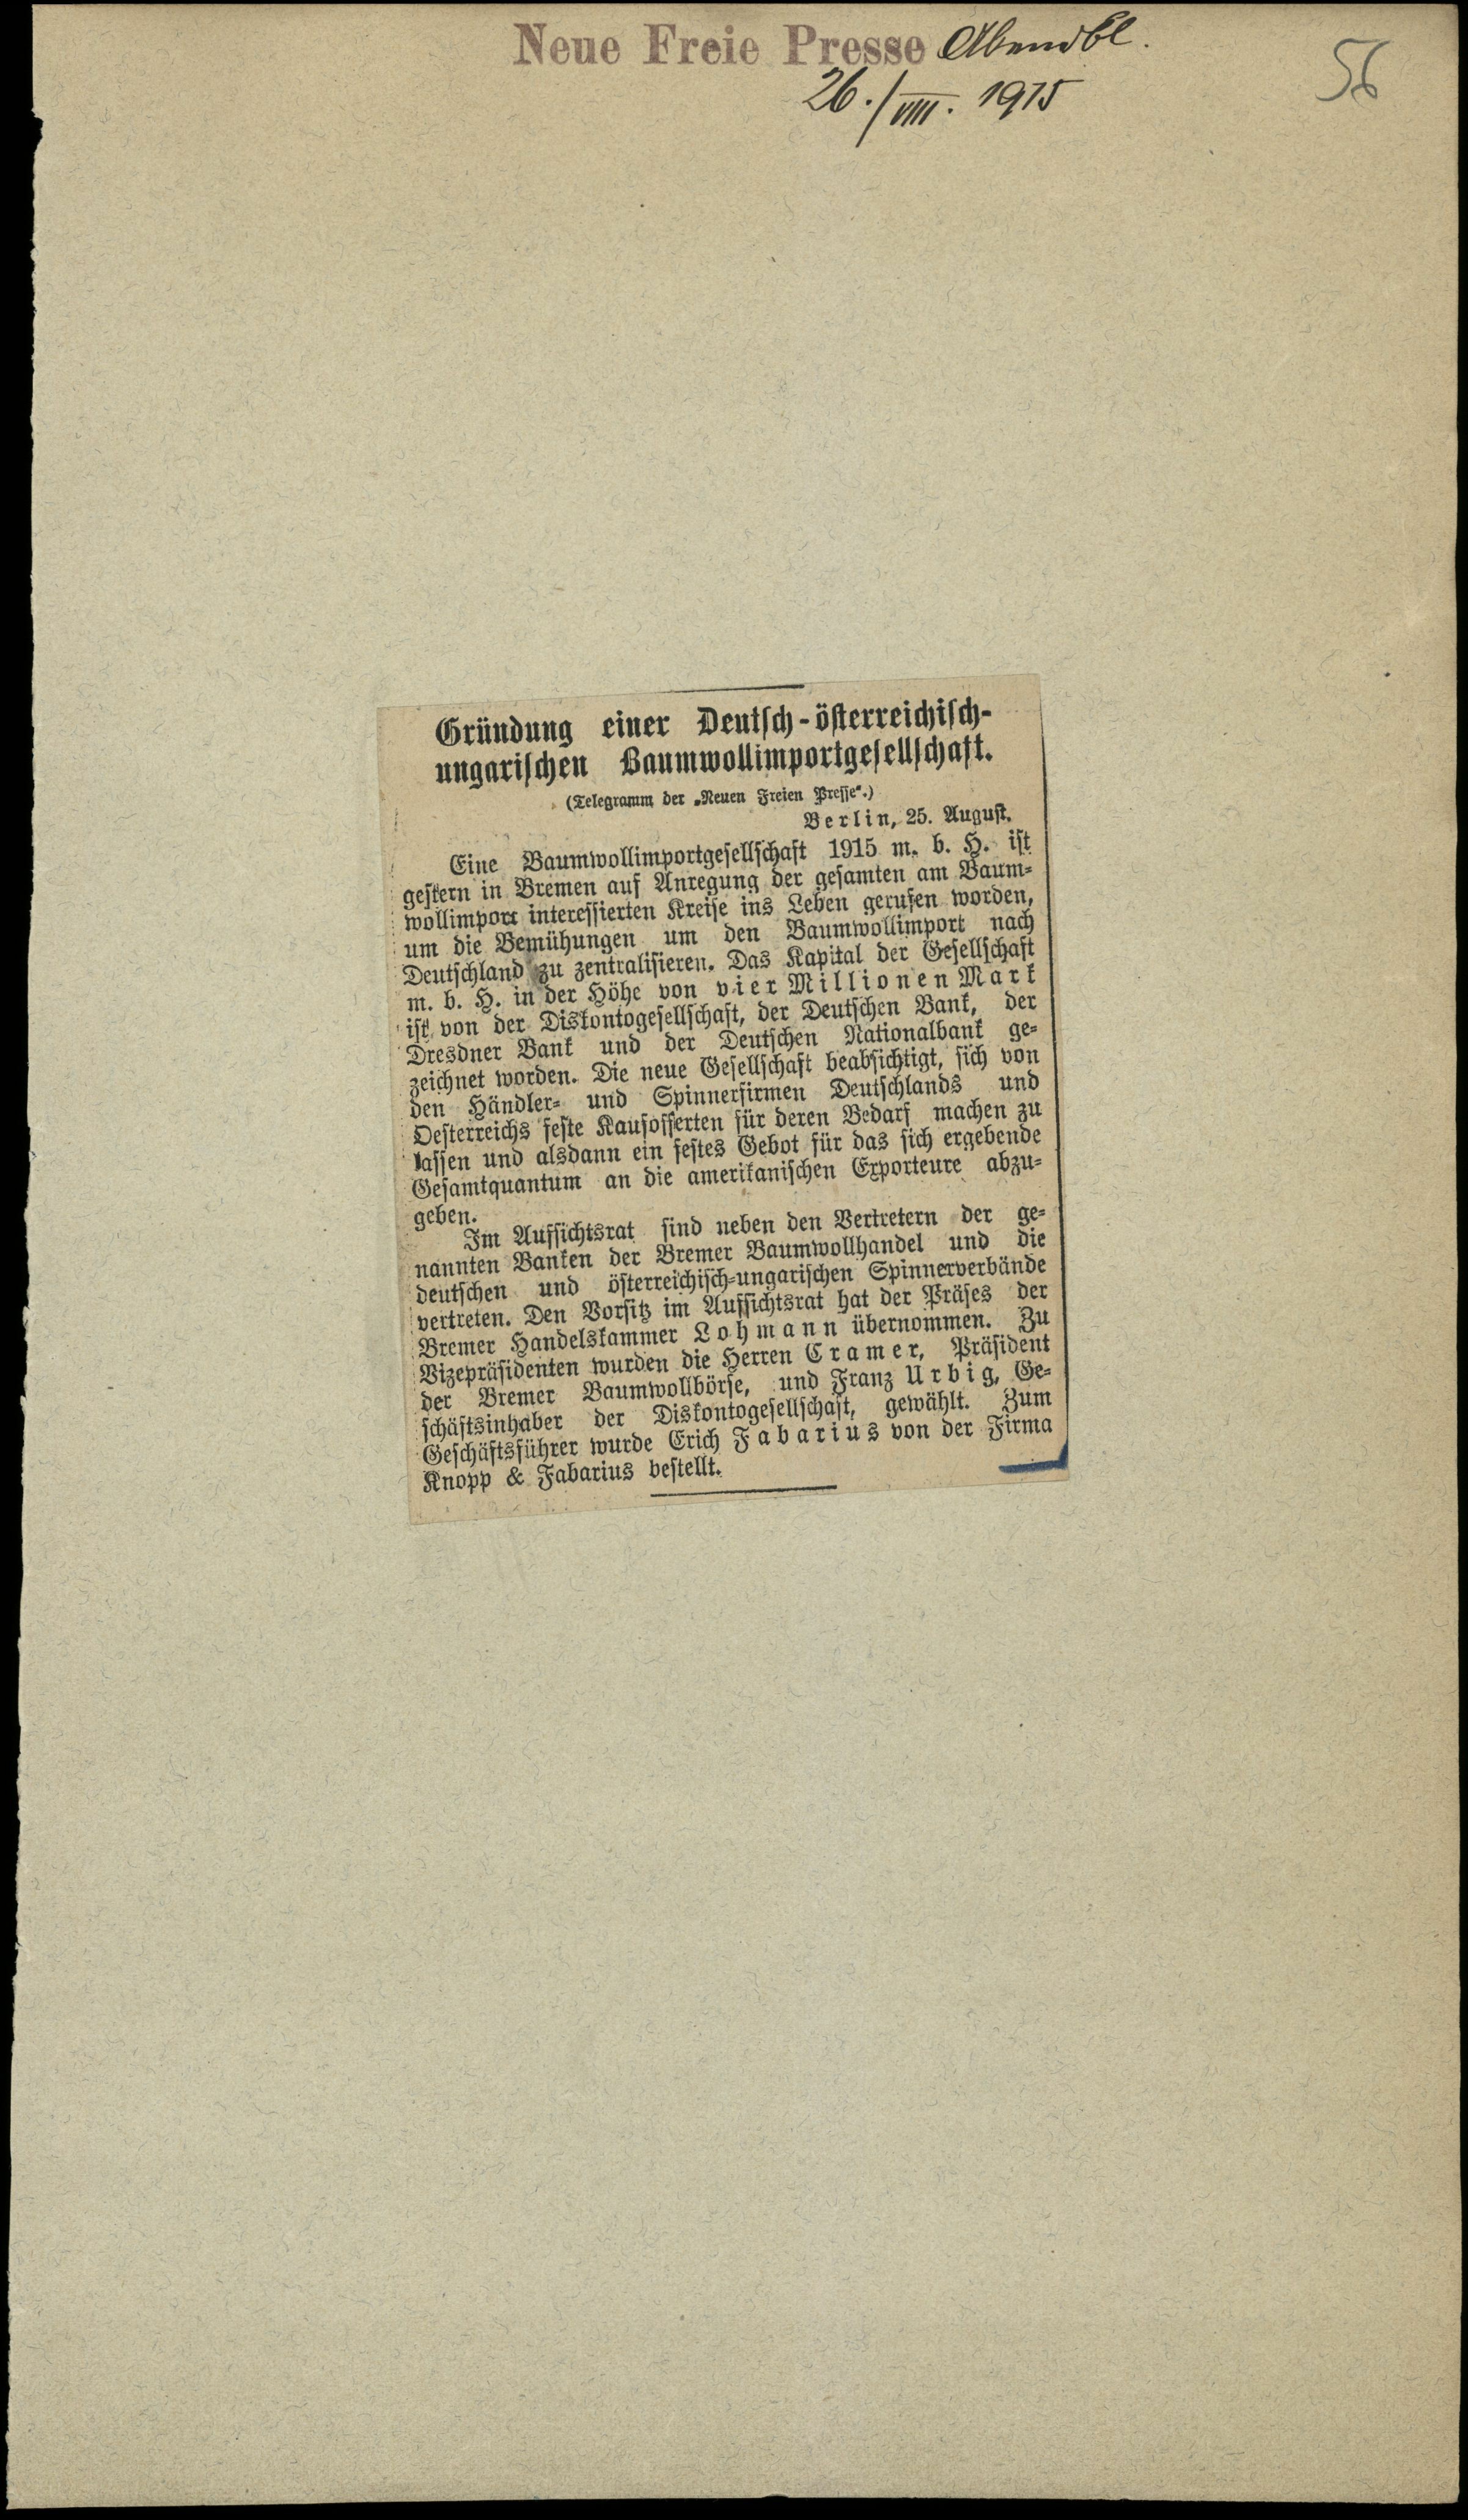 Neue Freie Presse Abendbl.
26./VIII. 1915
56
Gründung einer Deutsch-österreichisch-
ungarischen Baumwollimportgesellschaft.
(Telegramm der „Neuen Freien Presse“.)
Berlin, 25. August.
Eine Baumwollimportgesellschaft 1915 m. b. H. ist
gestern in Bremen auf Anregung der gesamten am Baum-
wollimport interessierten Kreise ins Leben gerufen worden,
um die Bemühungen um den Baumwollimport nach
Deutschland zu zentralisieren. Das Kapital der Gesellschaft
m. b. H. in der Höhe von vier Millionen Mark
ist von der Diskontogesellschaft, der Deutschen Bank, der
Dresdner Bank und der Deutschen Nationalbank ge-
zeichnet worden. Die neue Gesellschaft beabsichtigt, sich von
den Händler- und Spinnerfirmen Deutschlands und
Oesterreichs feste Kaufofferten für deren Bedarf machen zu
lassen und alsdann ein festes Gebot für das sich ergebende
Gesamtquantum an die amerikanischen Exporteure abzu-
geben.
Im Aufsichtsrat sind neben den Vertretern der ge-
nannten Banken der Bremer Baumwollhandel und die
deutschen und österreichisch-ungarischen Spinnerverbände
vertreten. Den Vorsitz im Aufsichtsrat hat der Präses der
Bremer Handelskammer Lohmann übernommen. Zu
Vizepräsidenten wurden die Herren Cramer, Präsident
der Bremer Baumwollbörse, und Franz Urbig, Ge-
schäftsinhaber der Diskontogesellschaft, gewählt. Zum
Geschäftsführer wurde Erich Fabarius von der Firma
Knopp & Fabarius bestellt.